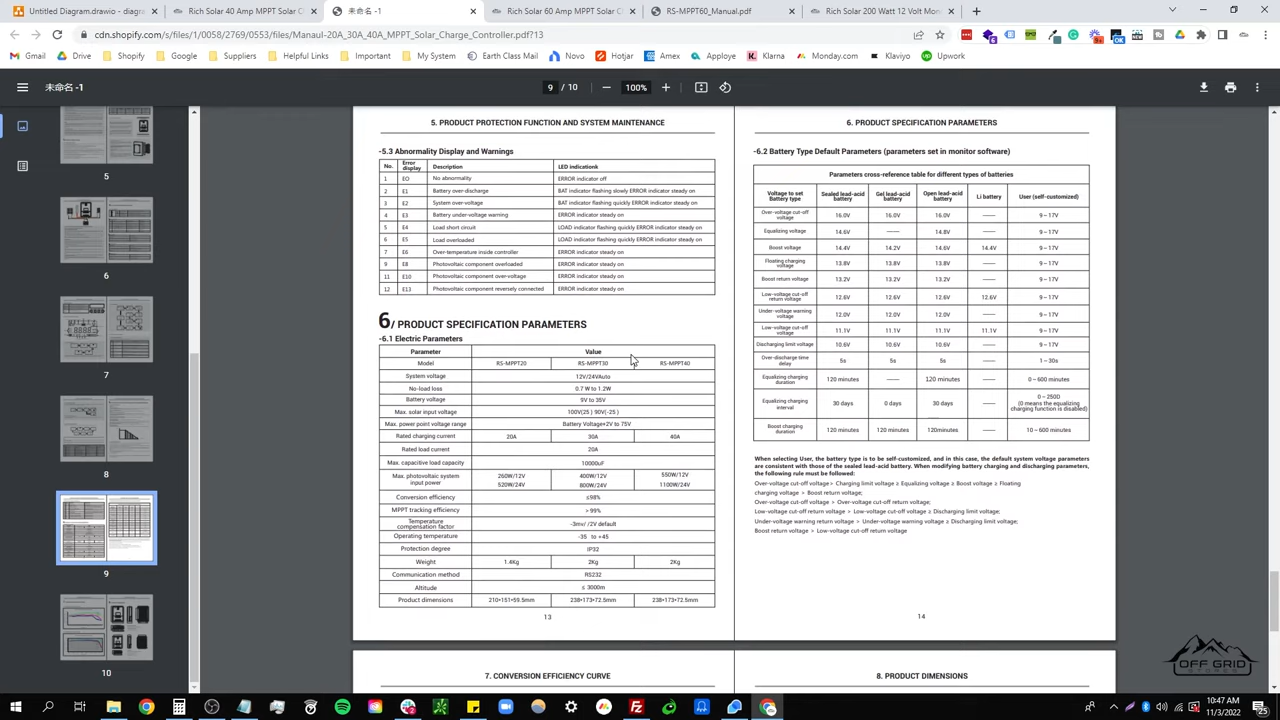 Untitled Diagram.drawio - diagra
Rich Solar 40 Amp MPPT Solar C
未命名 -1
Rich Solar 60 Amp MPPT Solar C
RS-MPPT60_Manual.pdf
Rich Solar 200 Watt 12 Volt Mono
cdn.shopify.com/s/files/1/0058/2769/0553/files/Manaul-20A_30A_40A_MPPT_Solar_Charge_Controller.pdf?13
Gmail
Shopify
Google
Suppliers
Helpful Links
Important
My System
Earth Class Mail
Novo
Hotjar
Amex
Apploye
Klarna
Monday.com
Klaviyo
Upwork
未命名 -1
9 / 10
100%
5
6
7
8
9
10
5. PRODUCT PROTECTION FUNCTION AND SYSTEM MAINTENANCE
-5.3 Abnormality Display and Warnings
No. Error display Description LED indicationk
1 EO No abnormality ERROR indicator off
2 E1 Battery over-discharge BAT indicator flashing slowly ERROR indicator steady on
3 E2 System over-voltage BAT indicator flashing quickly ERROR indicator steady on
4 E3 Battery under-voltage warning ERROR indicator steady on
5 E4 Load short circuit LOAD indicator flashing quickly ERROR indicator steady on
6 E5 Load overloaded LOAD indicator flashing quickly ERROR indicator steady on
7 E6 Over-temperature inside controller ERROR indicator steady on
9 E8 Photovoltaic component overloaded ERROR indicator steady on
11 E10 Photovoltaic component over-voltage ERROR indicator steady on
12 E13 Photovoltaic component reversely connected ERROR indicator steady on
6/ PRODUCT SPECIFICATION PARAMETERS
-6.1 Electric Parameters
Parameter Value
Model RS-MPPT20 RS-MPPT30 RS-MPPT40
System voltage 12V/24VAuto
No-load loss 0.7 W to 1.2W
Battery voltage 9V to 35V
Max. solar input voltage 100V(25 ) 90V(-25 )
Max. power point voltage range Battery Voltage+2V to 75V
Rated charging current 20A 30A 40A
Rated load current 20A
Max. capacitive load capacity 10000uF
Max. photovoltaic system input power 260W/12V 400W/12V 550W/12V
520W/24V 800W/24V 1100W/24V
Conversion efficiency ≤98%
MPPT tracking efficiency > 99%
Temperature compensation factor -3mv/ /2V default
Operating temperature -35 to +45
Protection degree IP32
Weight 1.4Kg 2Kg 2Kg
Communication method RS232
Altitude ≤ 3000m
Product dimensions 210*151*59.5mm 238*173*72.5mm 238*173*72.5mm
13
6. PRODUCT SPECIFICATION PARAMETERS
-6.2 Battery Type Default Parameters (parameters set in monitor software)
Parameters cross-reference table for different types of batteries
Voltage to set Battery type Sealed lead-acid battery Gel lead-acid battery Open lead-acid battery Li battery User (self-customized)
Over-voltage cut-off voltage 16.0V 16.0V 16.0V —— 9～17V
Equalizing voltage 14.6V —— 14.8V —— 9～17V
Boost voltage 14.4V 14.2V 14.6V 14.4V 9～17V
Floating charging voltage 13.8V 13.8V 13.8V —— 9～17V
Boost return voltage 13.2V 13.2V 13.2V —— 9～17V
Low-voltage cut-off return voltage 12.6V 12.6V 12.6V 12.6V 9～17V
Under-voltage warning voltage 12.0V 12.0V 12.0V —— 9～17V
Low-voltage cut-off voltage 11.1V 11.1V 11.1V 11.1V 9～17V
Discharging limit voltage 10.6V 10.6V 10.6V —— 9～17V
Over-discharge time delay 5s 5s 5s —— 1～30s
Equalizing charging duration 120 minutes —— 120 minutes —— 0～600 minutes
Equalizing charging interval 30 days 0 days 30 days —— 0～250D (0 means the equalizing charging function is disabled)
Boost charging duration 120 minutes 120 minutes 120minutes —— 10～600 minutes
When selecting User, the battery type is to be self-customized, and in this case, the default system voltage parameters
are consistent with those of the sealed lead-acid battery. When modifying battery charging and discharging parameters,
the following rule must be followed:
Over-voltage cut-off voltage> Charging limit voltage ≥ Equalizing voltage ≥ Boost voltage ≥ Floating
charging voltage > Boost return voltage;
Over-voltage cut-off voltage > Over-voltage cut-off return voltage;
Low-voltage cut-off return voltage > Low-voltage cut-off voltage ≥ Discharging limit voltage;
Under-voltage warning return voltage > Under-voltage warning voltage ≥ Discharging limit voltage;
Boost return voltage > Low-voltage cut-off return voltage
14
7. CONVERSION EFFICIENCY CURVE
8. PRODUCT DIMENSIONS
OFF GRID
STORES
10:47 AM
11/3/2022
25